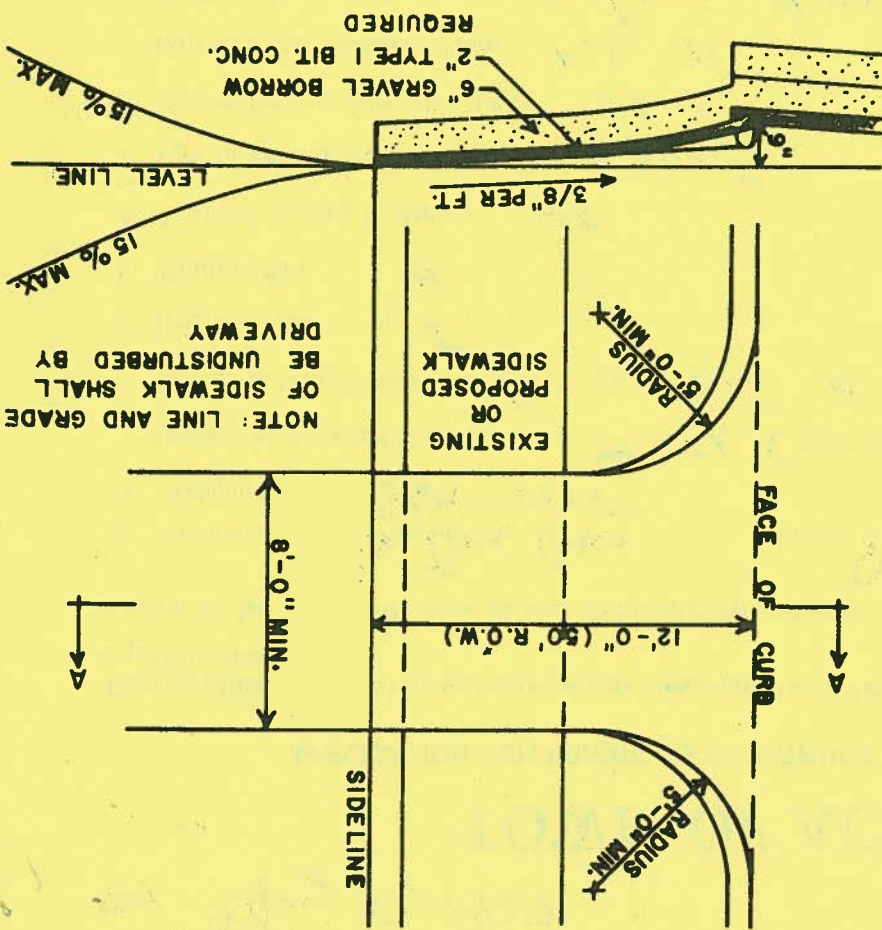 RADIUS
5'-0" MIN.
SIDELINE
FACE OF CURB
12'-0" (50' R.O.W.)
8'-0" MIN.
A
A
EXISTING
OR
PROPOSED
SIDEWALK
RADIUS
5'-0" MIN.
NOTE: LINE AND GRADE
OF SIDEWALK SHALL
BE UNDISTURBED BY
DRIVEWAY
15% MAX.
3/8" PER FT.
LEVEL LINE
6"
15% MAX.
6" GRAVEL BORROW
2" TYPE I BIT. CONC.
REQUIRED